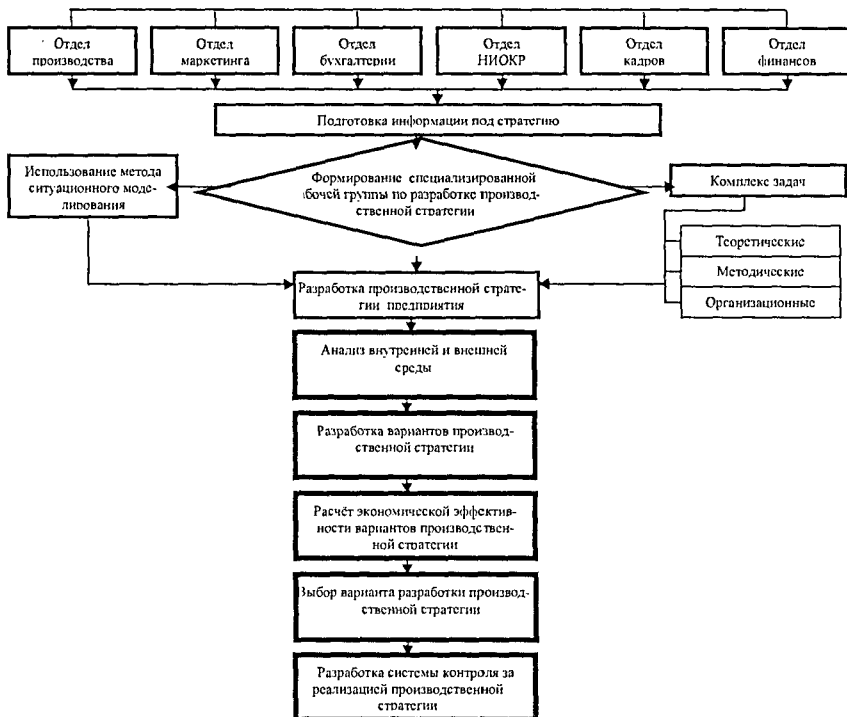 Отдел
производства
Отдел
маркетинга
Отдел
бухгалтерии
Отдел
НИОКР
Отдел
кадров
Отдел
финансов
Подготовка информации под стратегию
Использование метода
ситуационного моде-
лирования
Формирование специализированной
абочей группы по разработке производ-
ственной стратегии
Комплекс задач
Теоретические
Методические
Организационные
Разработка производственной страте-
гии предприятия
Анализ внутренней и внешней
среды
Разработка вариантов производ-
ственной стратегии
Расчёт экономической эффектив-
ности вариантов производствен-
ной стратегии
Выбор варианта разработки производ-
ственной стратегии
Разработка системы контроля за
реализацией производственной
стратегии